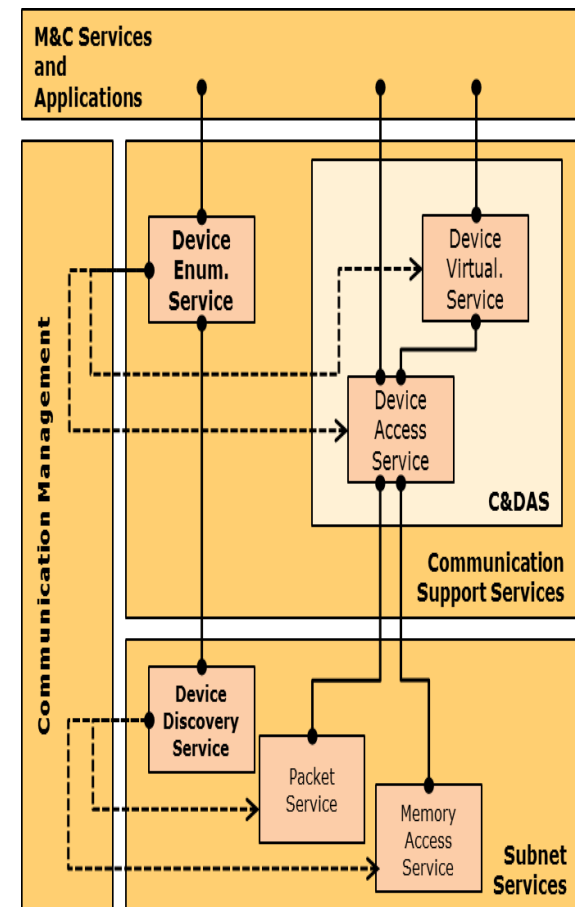 M&C Services
and
Applications
Communication Management
Device
Enum.
Service
Device
Virtual.
Service
Device
Access
Service
C&DAS
Communication
Support Services
Device
Discovery
Service
Packet
Service
Memory
Access
Service
Subnet
Services